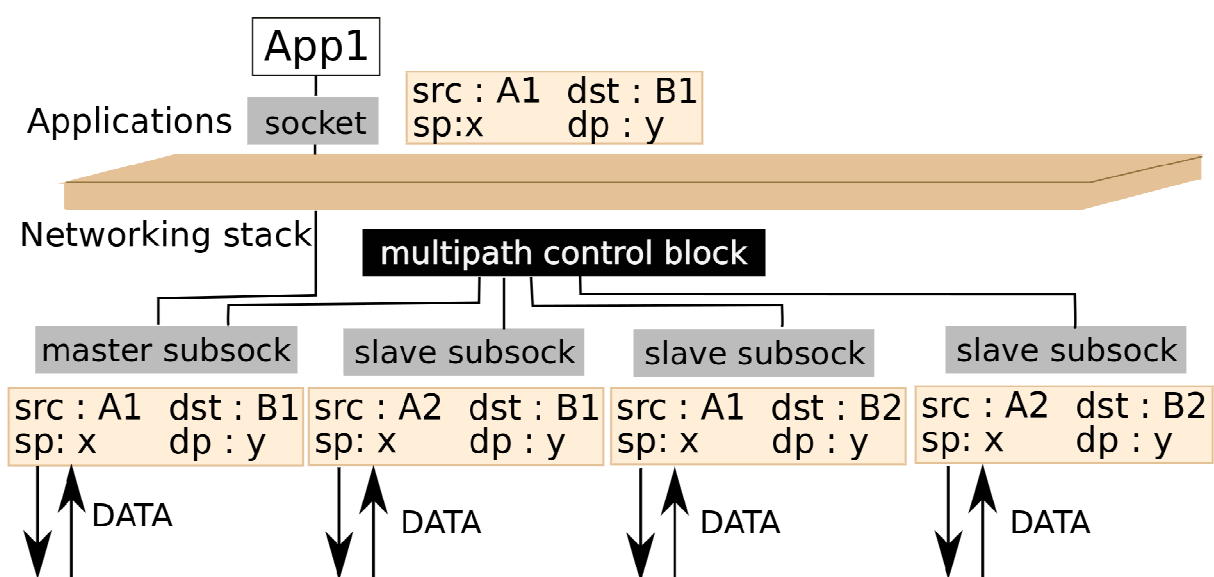 App1
Applications
socket
src : A1 dst : B1
sp:x dp : y
Networking stack
multipath control block
master subsock
slave subsock
slave subsock
slave subsock
src : A1 dst : B1
sp: x dp : y
src : A2 dst : B1
sp: x dp : y
src : A1 dst : B2
sp: x dp : y
src : A2 dst : B2
sp: x dp : y
DATA
DATA
DATA
DATA